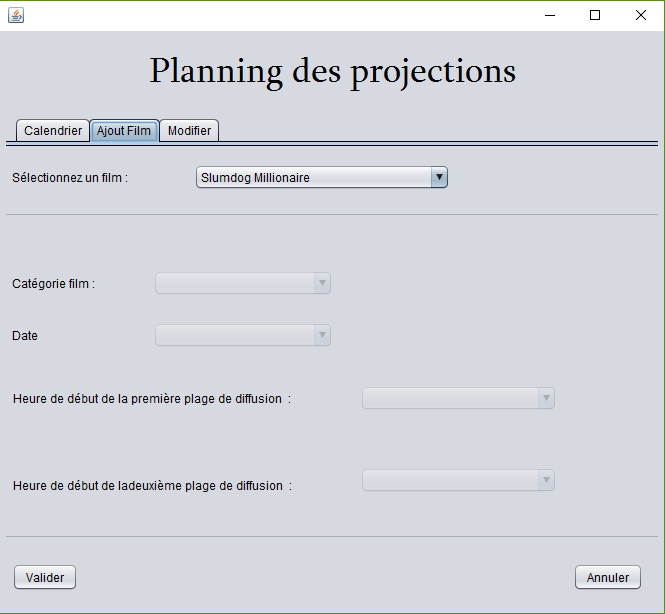 Planning des projections
Calendrier Ajout Film Modifier
Sélectionnez un film : Slumdog Millionaire
Catégorie film :
Date
Heure de début de la première plage de diffusion :
Heure de début de ladeuxième plage de diffusion :
Valider Annuler